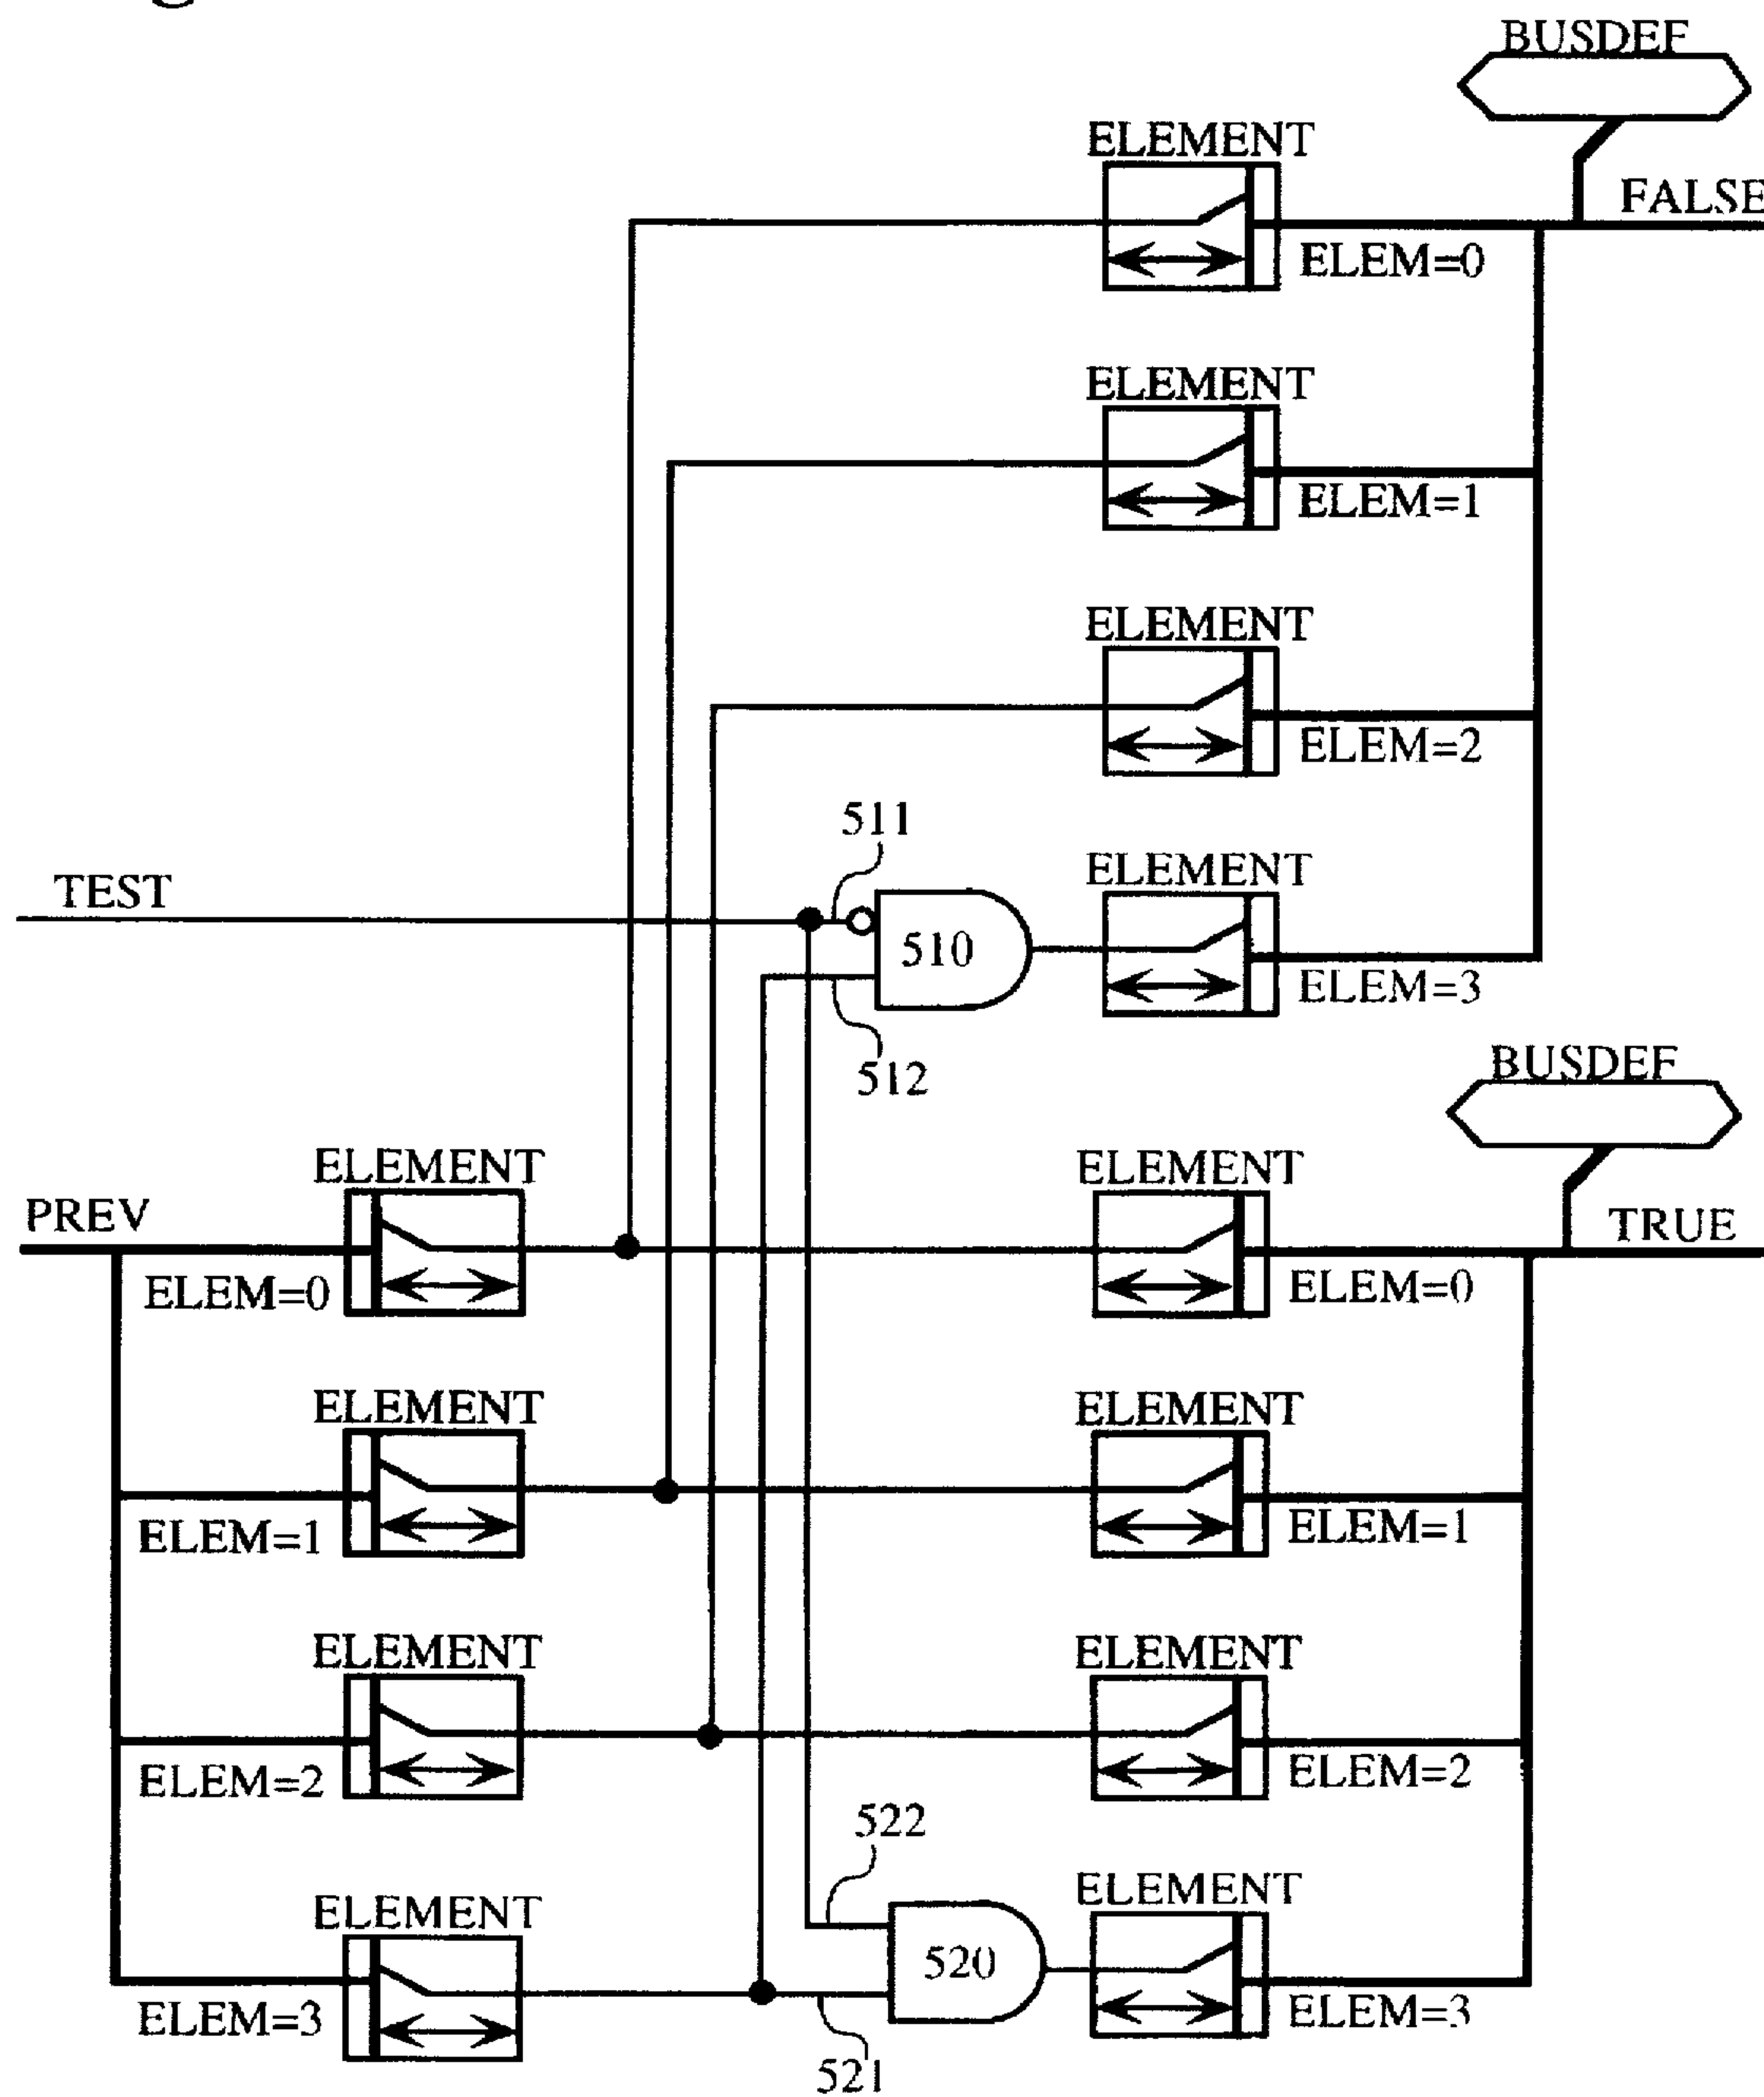 BUSDEF
ELEMENT
FALSE
ELEM=0
ELEMENT
ELEM=1
ELEMENT
ELEM=2
511
ELEMENT
TEST
510
ELEM=3
512
BUSDEF
ELEMENT
ELEMENT
PREV
TRUE
ELEM=0
ELEM=0
ELEMENT
ELEMENT
ELEM=1
ELEM=1
ELEMENT
ELEMENT
ELEM=2
ELEM=2
522
ELEMENT
ELEMENT
520
ELEM=3
ELEM=3
521